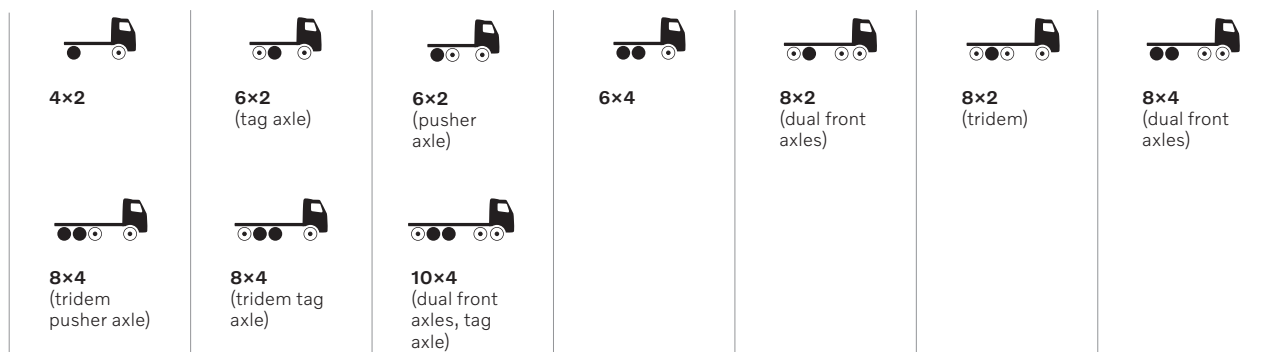 4×2
6×2
(tag axle)
6×2
(pusher
axle)
6×4
8×2
(dual front
axles)
8×2
(tridem)
8×4
(dual front
axles)
8×4
(tridem
pusher axle)
8×4
(tridem tag
axle)
10×4
(dual front
axles, tag
axle)